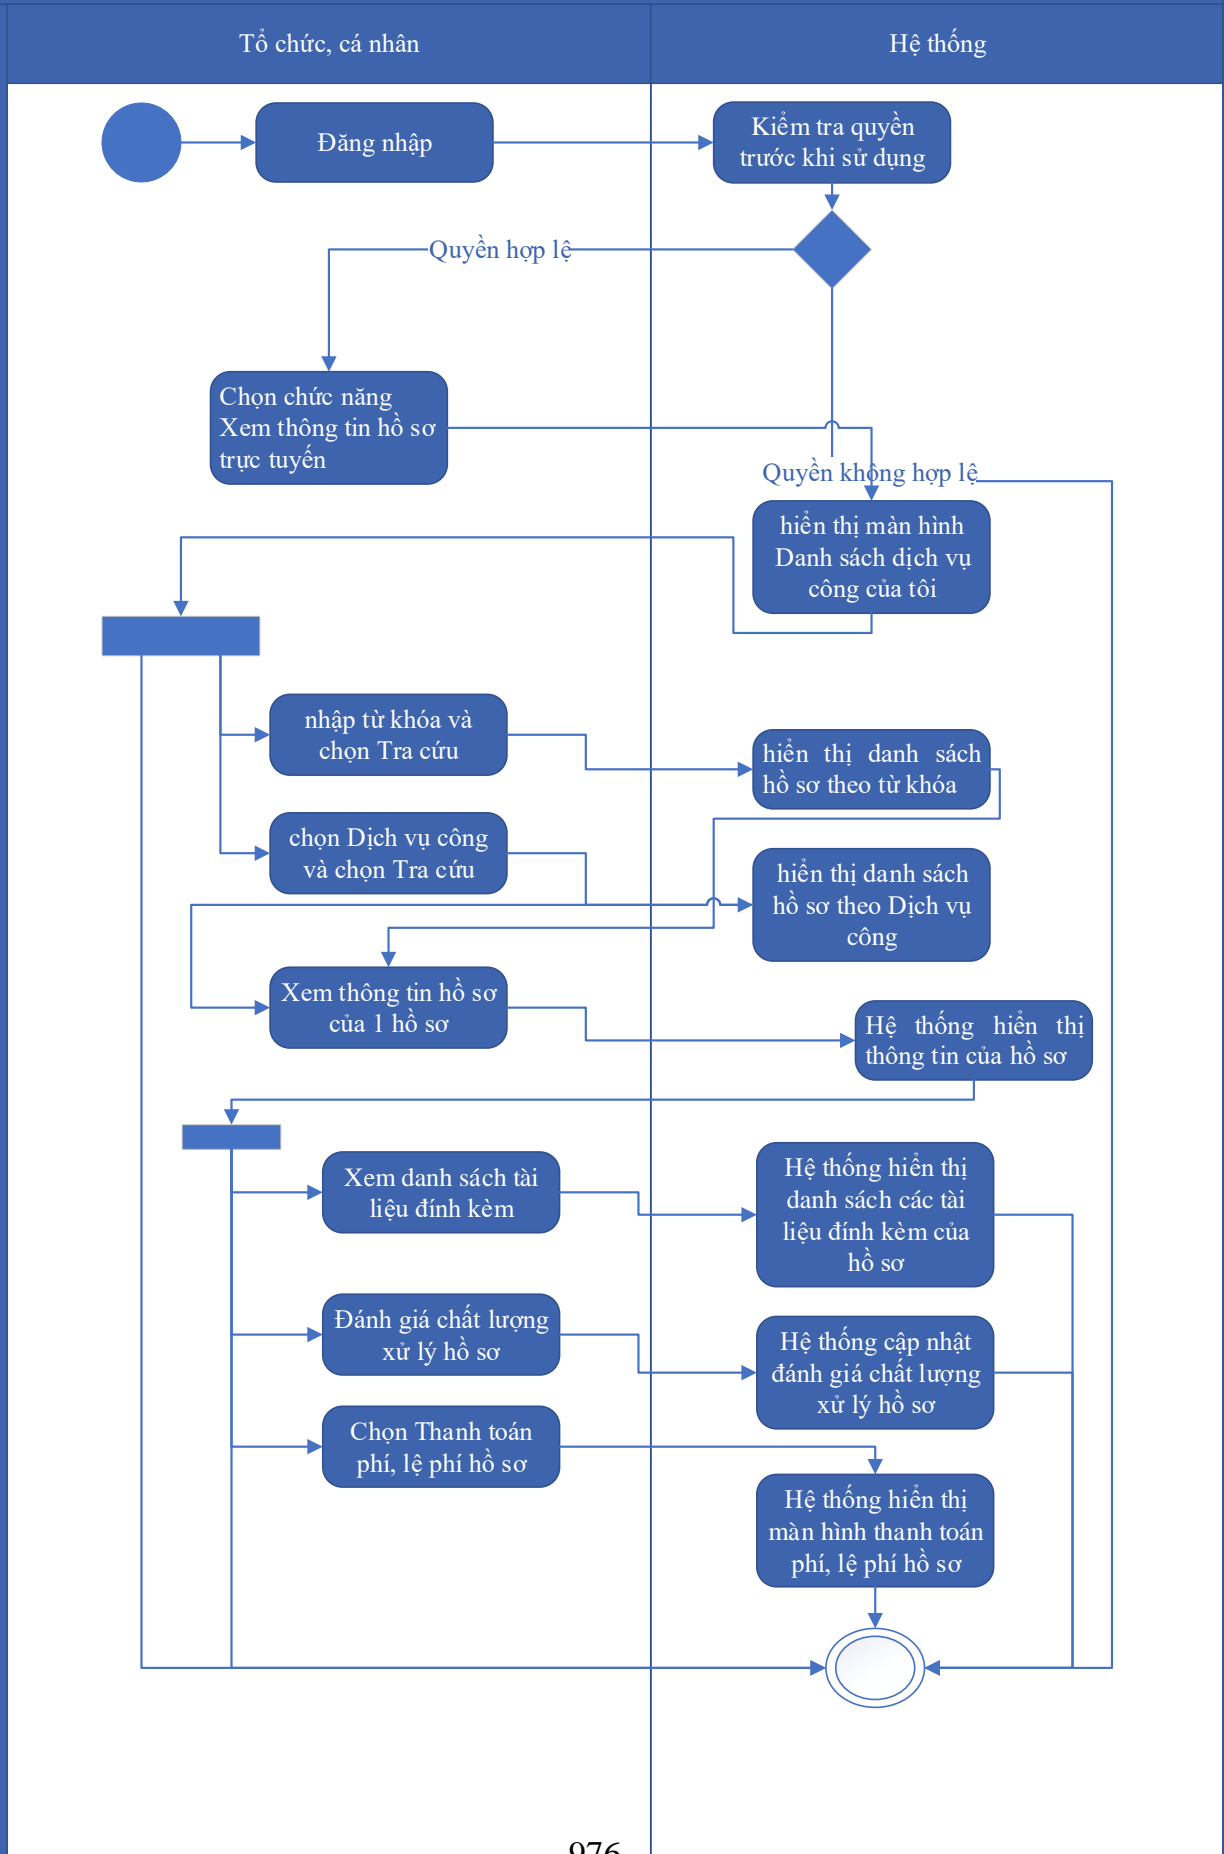 Tổ chức, cá nhân
Hệ thống
Đăng nhập
Kiểm tra quyền
trước khi sử dụng
Quyền hợp lệ
Chọn chức năng
Xem thông tin hồ sơ
trực tuyến
Quyền không hợp lệ
hiển thị màn hình
Danh sách dịch vụ
công của tôi
nhập từ khóa và
chọn Tra cứu
hiển thị danh sách
hồ sơ theo từ khóa
chọn Dịch vụ công
và chọn Tra cứu
hiển thị danh sách
hồ sơ theo Dịch vụ
công
Xem thông tin hồ sơ
của 1 hồ sơ
Hệ thống hiển thị
thông tin của hồ sơ
Xem danh sách tài
liệu đính kèm
Hệ thống hiển thị
danh sách các tài
liệu đính kèm của
hồ sơ
Đánh giá chất lượng
xử lý hồ sơ
Hệ thống cập nhật
đánh giá chất lượng
xử lý hồ sơ
Chọn Thanh toán
phí, lệ phí hồ sơ
Hệ thống hiển thị
màn hình thanh toán
phí, lệ phí hồ sơ
976